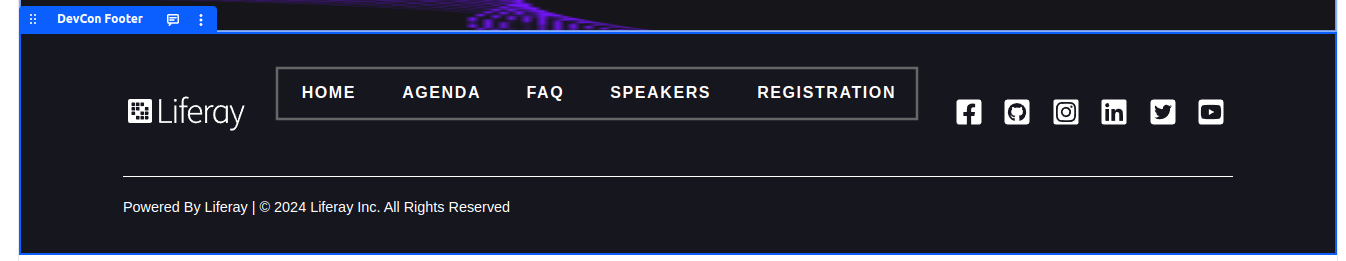 DevCon Footer
Liferay HOME AGENDA FAQ SPEAKERS REGISTRATION
Powered By Liferay | © 2024 Liferay Inc. All Rights Reserved